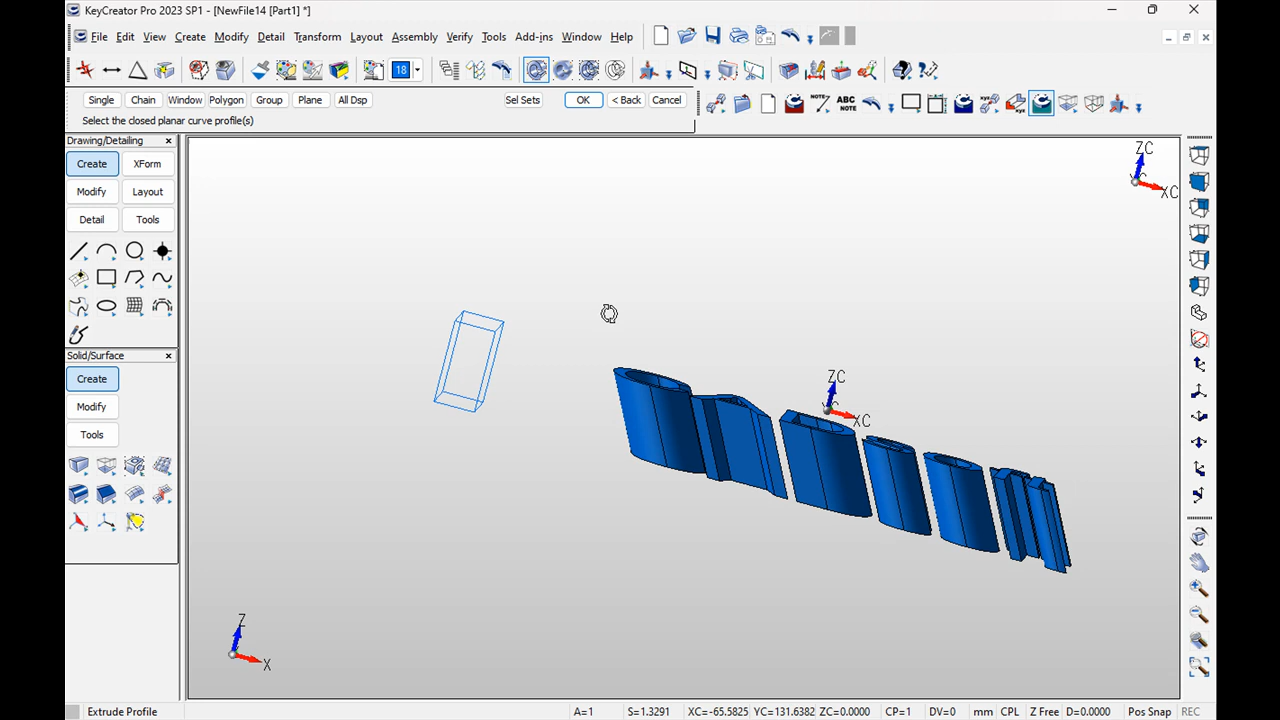 KeyCreator Pro 2023 SP1 - [NewFile14 [Part1] *]
File Edit View Create Modify Detail Transform Layout Assembly Verify Tools Add-ins Window Help
18
Single Chain Window Polygon Group Plane All Dsp Sel Sets OK < Back Cancel
NOTE ABC NOTE xyz
Select the closed planar curve profile(s)
Drawing/Detailing
Create XForm
Modify Layout
Detail Tools
Solid/Surface
Create
Modify
Tools
ZC
XC
ZC
XC
Z
X
Extrude Profile A=1 S=1.3291 XC=-65.5825 YC=131.6382 ZC=0.0000 CP=1 DV=0 mm CPL Z Free D=0.0000 Pos Snap REC